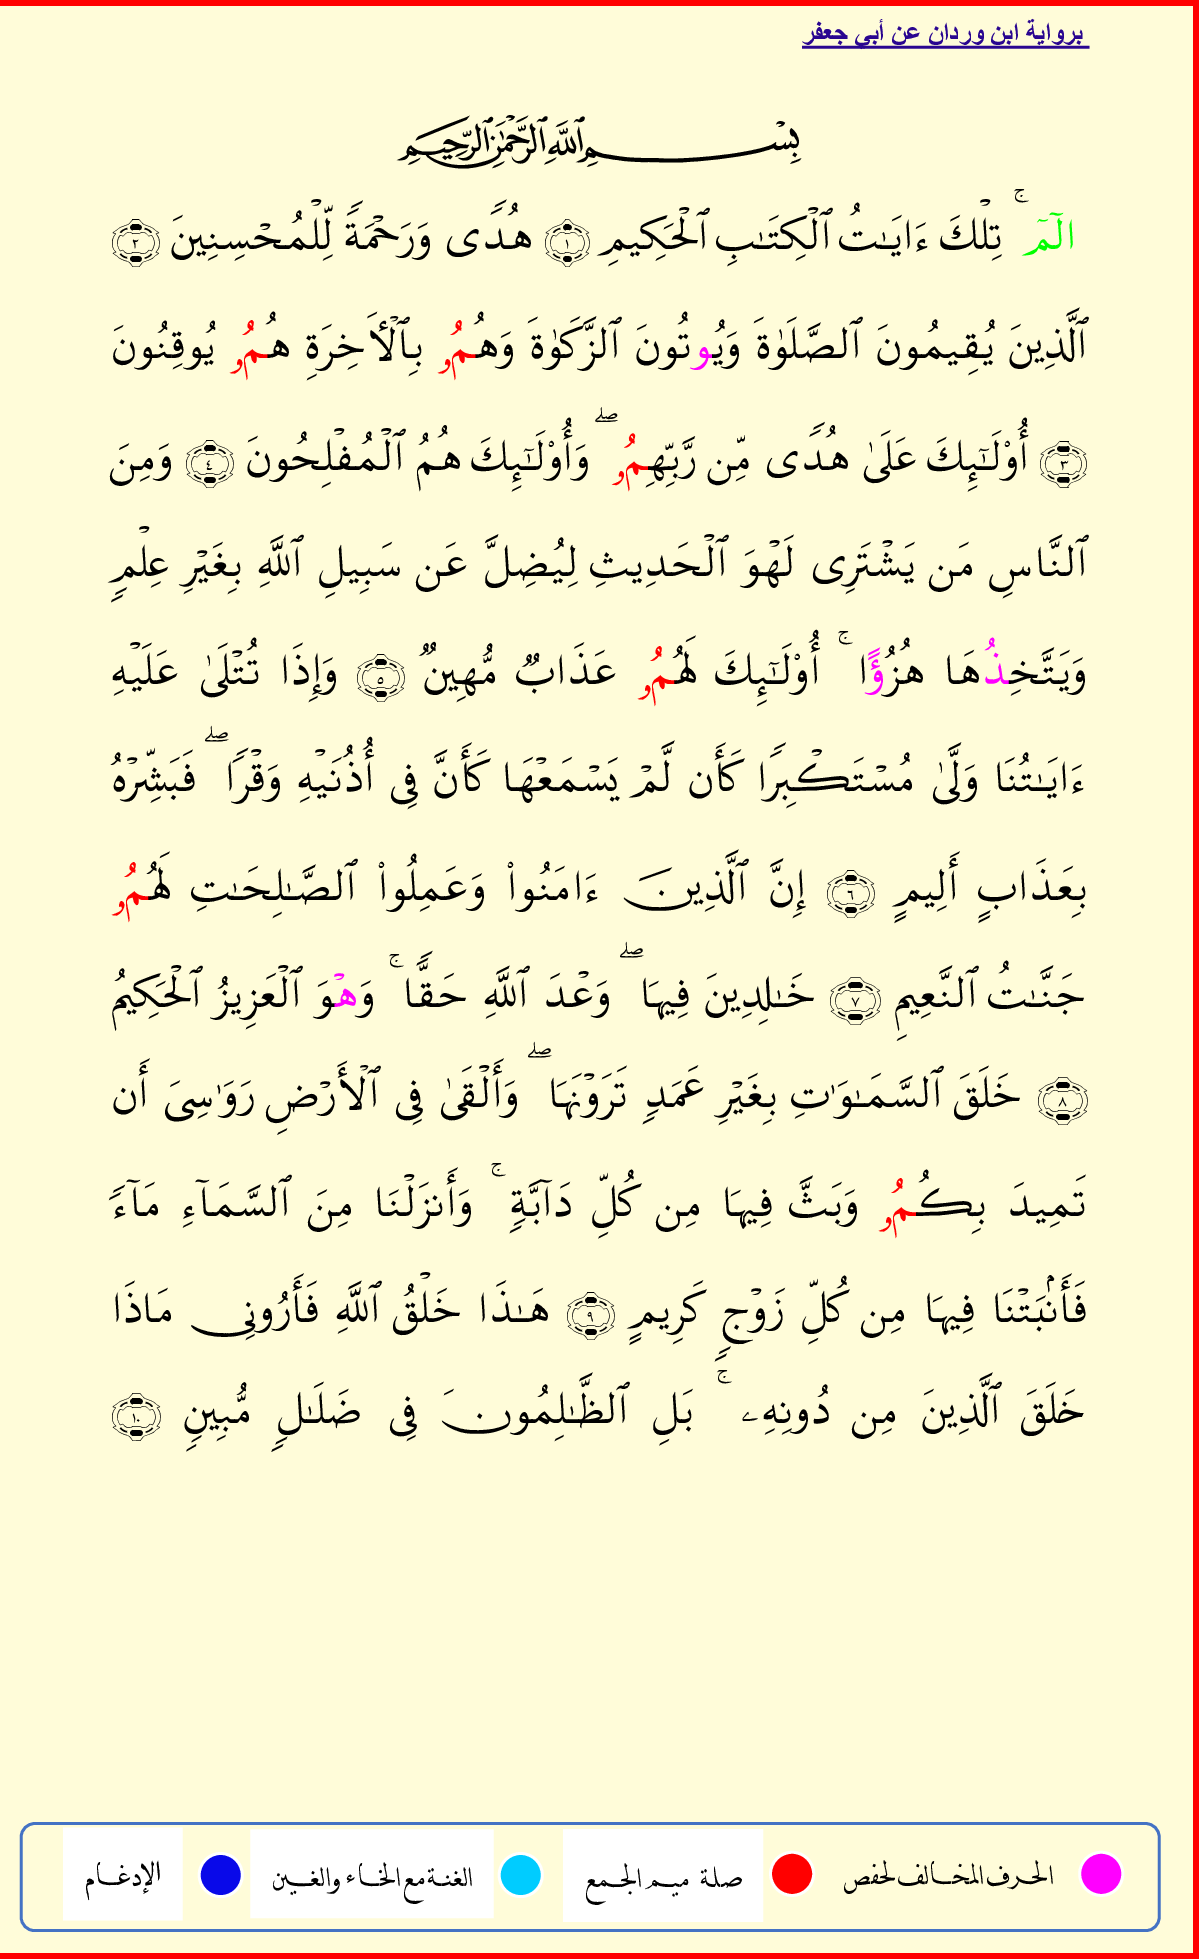 برواية ابن وردان عن أبي جعفر
بِسْمِ ٱللَّهِ ٱلرَّحْمَٰنِ ٱلرَّحِيمِ
الٓمٓ ۚ تِلْكَ ءَايَٰتُ ٱلْكِتَٰبِ ٱلْحَكِيمِ ١ هُدًى وَرَحْمَةً لِّلْمُحْسِنِينَ ٢
ٱلَّذِينَ يُقِيمُونَ ٱلصَّلَوٰةَ وَيُوتُونَ ٱلزَّكَوٰةَ وَهُمُۥ بِٱلْأَخِرَةِ هُمُۥ يُوقِنُونَ
٣ أُوْلَٰٓئِكَ عَلَىٰ هُدًى مِّن رَّبِّهِمُۥ ۖ وَأُوْلَٰٓئِكَ هُمُ ٱلْمُفْلِحُونَ ٤ وَمِنَ
ٱلنَّاسِ مَن يَشْتَرِى لَهْوَ ٱلْحَدِيثِ لِيُضِلَّ عَن سَبِيلِ ٱللَّهِ بِغَيْرِ عِلْمٍ
وَيَتَّخِذُهَا هُزُؤًا ۚ أُوْلَٰٓئِكَ لَهُمُۥ عَذَابٌ مُّهِينٌ ٥ وَإِذَا تُتْلَىٰ عَلَيْهِ
ءَايَٰتُنَا وَلَّىٰ مُسْتَكْبِرًا كَأَن لَّمْ يَسْمَعْهَا كَأَنَّ فِى أُذُنَيْهِ وَقْرًا ۖ فَبَشِّرْهُ
بِعَذَابٍ أَلِيمٍ ٦ إِنَّ ٱلَّذِينَ ءَامَنُوا۟ وَعَمِلُوا۟ ٱلصَّٰلِحَٰتِ لَهُمُۥ
جَنَّٰتُ ٱلنَّعِيمِ ٧ خَٰلِدِينَ فِيهَا ۖ وَعْدَ ٱللَّهِ حَقًّا ۚ وَهْوَ ٱلْعَزِيزُ ٱلْحَكِيمُ
٨ خَلَقَ ٱلسَّمَٰوَٰتِ بِغَيْرِ عَمَدٍ تَرَوْنَهَا ۖ وَأَلْقَىٰ فِى ٱلْأَرْضِ رَوَٰسِىَ أَن
تَمِيدَ بِكُمُۥ وَبَثَّ فِيهَا مِن كُلِّ دَآبَّةٍ ۚ وَأَنزَلْنَا مِنَ ٱلسَّمَآءِ مَآءً
فَأَنۢبَتْنَا فِيهَا مِن كُلِّ زَوْجٍ كَرِيمٍ ٩ هَٰذَا خَلْقُ ٱللَّهِ فَأَرُونِى مَاذَا
خَلَقَ ٱلَّذِينَ مِن دُونِهِۦ ۚ بَلِ ٱلظَّٰلِمُونَ فِى ضَلَٰلٍ مُّبِينٍ ١٠
الحرف المخالف لحفص صلة ميم الجمع الغنة مع الخاء والغين الإدغام